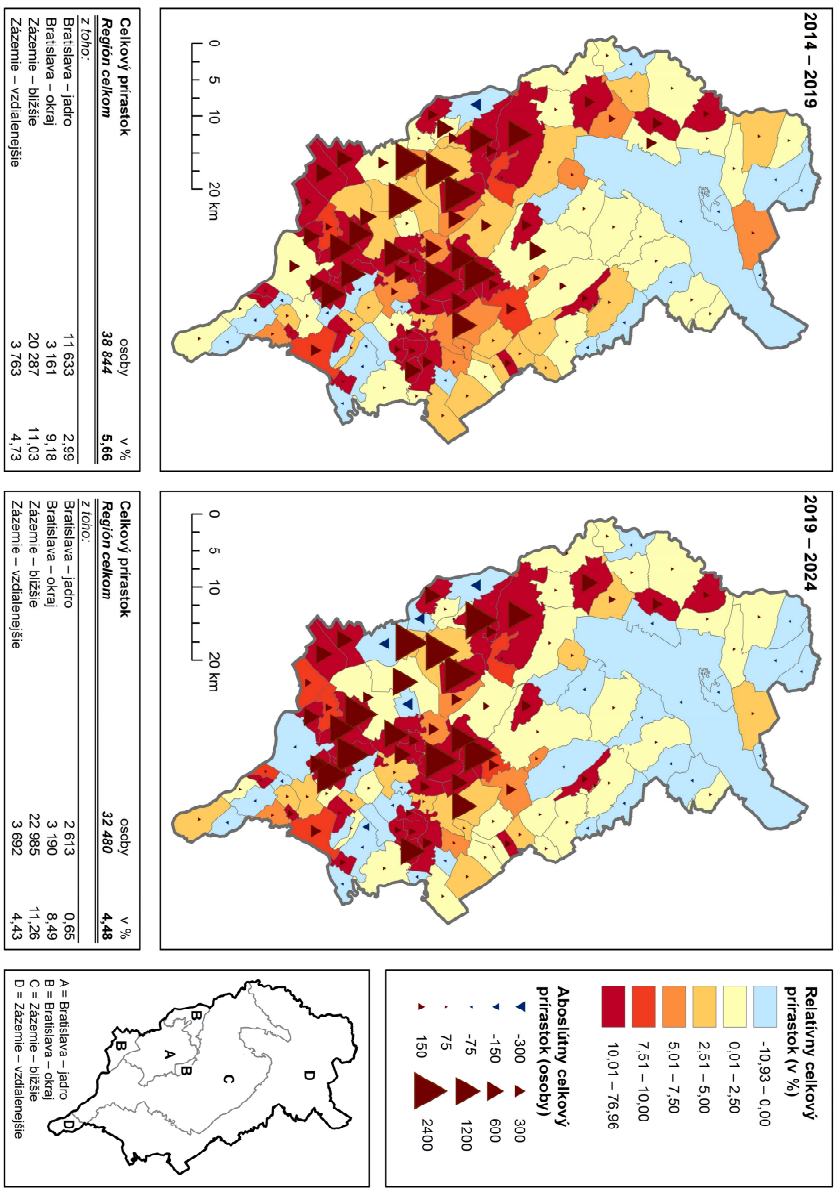 2014 – 2019
0 5 10 20 km
Celkový prírastok
osoby v %
Región celkom 38 844 5,66
z toho:
Bratislava – jadro 11 633 2,99
Bratislava – okraj 3 161 9,18
Zázemie – bližšie 20 287 11,03
Zázemie – vzdialenejšie 3 763 4,73
2019 – 2024
0 5 10 20 km
Celkový prírastok
osoby v %
Región celkom 32 480 4,48
z toho:
Bratislava – jadro 2 613 0,65
Bratislava – okraj 3 190 8,49
Zázemie – bližšie 22 985 11,26
Zázemie – vzdialenejšie 3 692 4,43
Relatívny celkový
prírastok (v %)
-10,93 – 0,00
0,01 – 2,50
2,51 – 5,00
5,01 – 7,50
7,51 – 10,00
10,01 – 76,96
Aboslútny celkový
prírastok (osoby)
-300 300
-150 600
-75 1200
75
150 2400
D
C
B
A
B
B
D
A = Bratislava – jadro
B = Bratislava – okraj
C = Zázemie – bližšie
D = Zázemie – vzdialenejšie